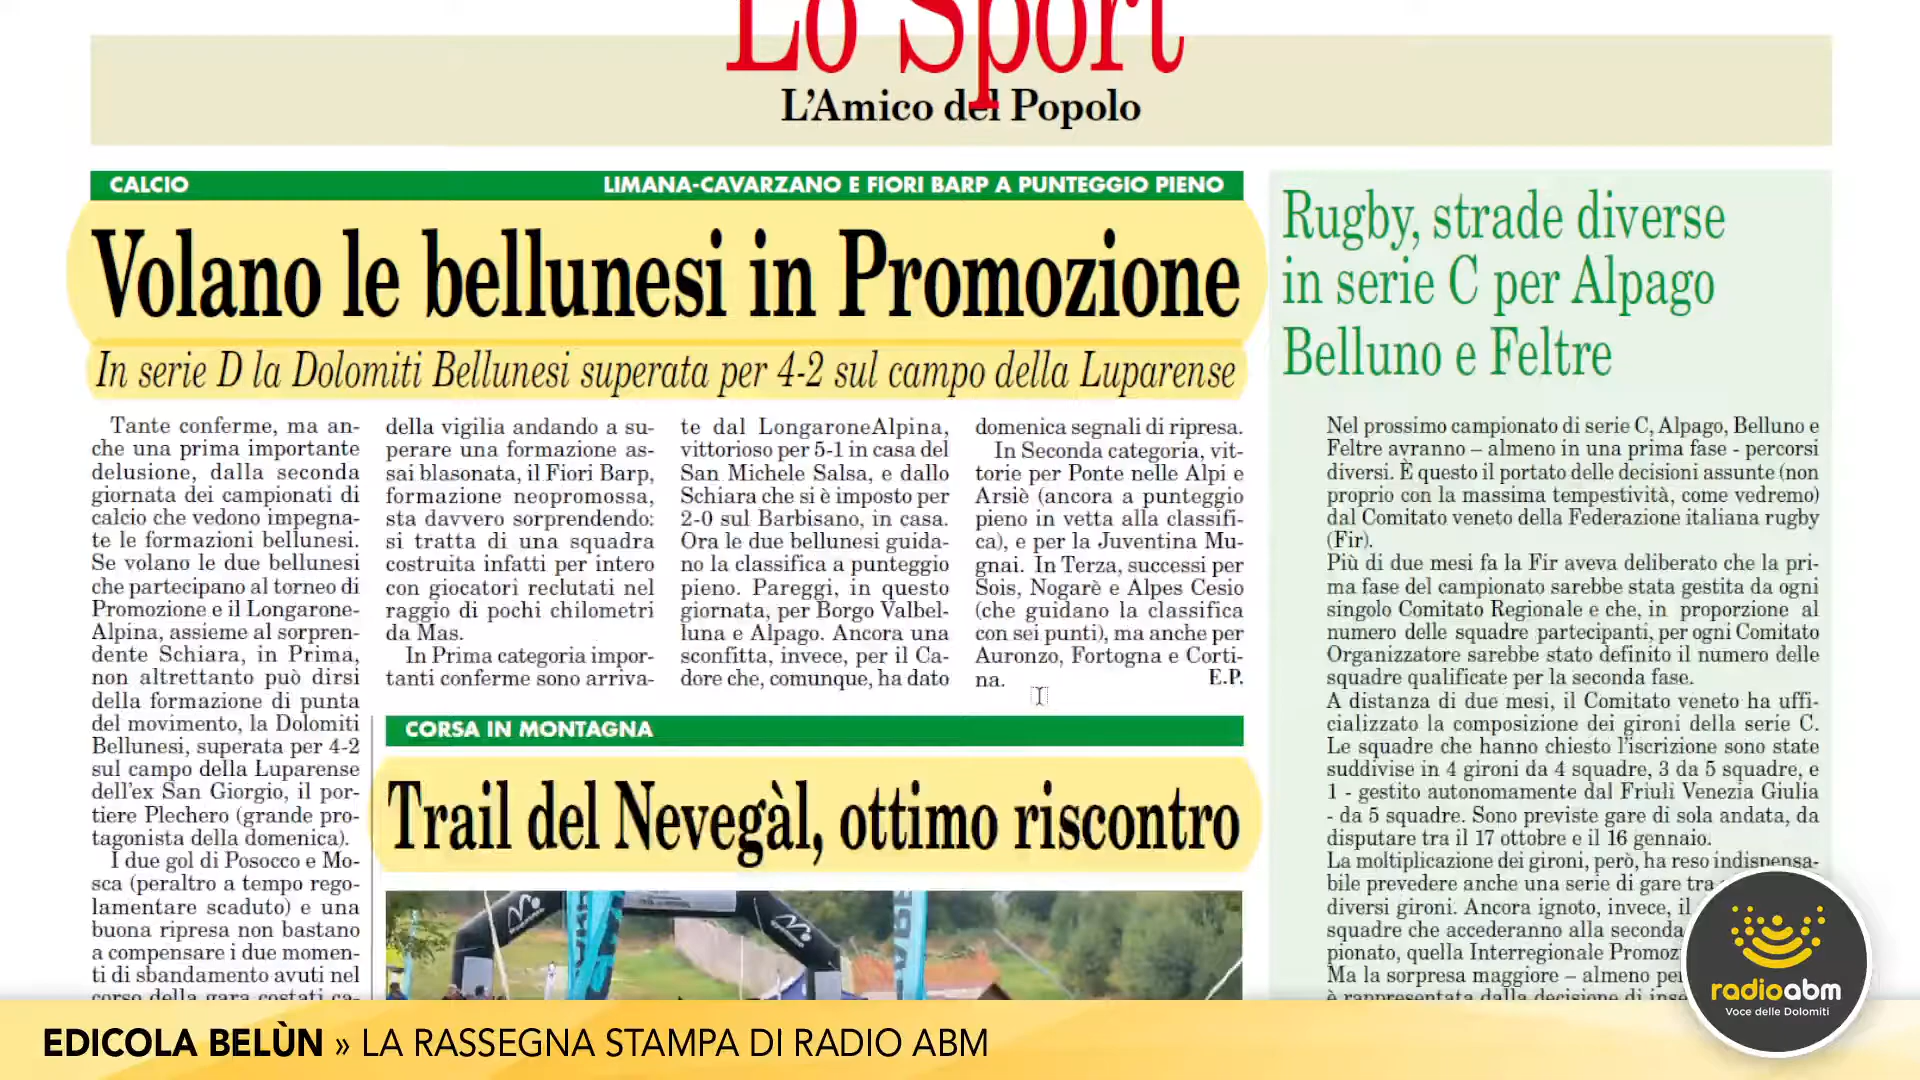 Lo Sport
L'Amico del Popolo
CALCIO
LIMANA-CAVARZANO E FIORI BARP A PUNTEGGIO PIENO
Volano le bellunesi in Promozione
In serie D la Dolomiti Bellunesi superata per 4-2 sul campo della Luparense
Tante conferme, ma an-
che una prima importante
delusione, dalla seconda
giornata dei campionati di
calcio che vedono impegna-
te le formazioni bellunesi.
Se volano le due bellunesi
che partecipano al torneo di
Promozione e il Longarone-
Alpina, assieme al sorpren-
dente Schiara, in Prima,
non altrettanto può dirsi
della formazione di punta
del movimento, la Dolomiti
Bellunesi, superata per 4-2
sul campo della Luparense
dell'ex San Giorgio, il por-
tiere Plechero (grande pro-
tagonista della domenica).
I due gol di Posocco e Mo-
sca (peraltro a tempo rego-
lamentare scaduto) e una
buona ripresa non bastano
a compensare i due momen-
ti di sbandamento avuti nel
corso della gara costati ca-
della vigilia andando a su-
perare una formazione as-
sai blasonata, il Fiori Barp,
formazione neopromossa,
sta davvero sorprendendo:
si tratta di una squadra
costruita infatti per intero
con giocatori reclutati nel
raggio di pochi chilometri
da Mas.
In Prima categoria impor-
tanti conferme sono arriva-
te dal LongaroneAlpina,
vittorioso per 5-1 in casa del
San Michele Salsa, e dallo
Schiara che si è imposto per
2-0 sul Barbisano, in casa.
Ora le due bellunesi guida-
no la classifica a punteggio
pieno. Pareggi, in questo
giornata, per Borgo Valbel-
luna e Alpago. Ancora una
sconfitta, invece, per il Ca-
dore che, comunque, ha dato
domenica segnali di ripresa.
In Seconda categoria, vit-
torie per Ponte nelle Alpi e
Arsiè (ancora a punteggio
pieno in vetta alla classifi-
ca), e per la Juventina Mu-
gnai. In Terza, successi per
Sois, Nogarè e Alpes Cesio
(che guidano la classifica
con sei punti), ma anche per
Auronzo, Fortogna e Corti-
na.
E.P.
CORSA IN MONTAGNA
Trail del Nevegàl, ottimo riscontro
Rugby, strade diverse
in serie C per Alpago
Belluno e Feltre
Nel prossimo campionato di serie C, Alpago, Belluno e
Feltre avranno – almeno in una prima fase - percorsi
diversi. È questo il portato delle decisioni assunte (non
proprio con la massima tempestività, come vedremo)
dal Comitato veneto della Federazione italiana rugby
(Fir).
Più di due mesi fa la Fir aveva deliberato che la pri-
ma fase del campionato sarebbe stata gestita da ogni
singolo Comitato Regionale e che, in proporzione al
numero delle squadre partecipanti, per ogni Comitato
Organizzatore sarebbe stato definito il numero delle
squadre qualificate per la seconda fase.
A distanza di due mesi, il Comitato veneto ha uffi-
cializzato la composizione dei gironi della serie C.
Le squadre che hanno chiesto l'iscrizione sono state
suddivise in 4 gironi da 4 squadre, 3 da 5 squadre, e
1 - gestito autonomamente dal Friuli Venezia Giulia
- da 5 squadre. Sono previste gare di sola andata, da
disputare tra il 17 ottobre e il 16 gennaio.
La moltiplicazione dei gironi, però, ha reso indispensa-
bile prevedere anche una serie di gare tra
diversi gironi. Ancora ignoto, invece, il
squadre che accederanno alla seconda
pionato, quella Interregionale Promoz
Ma la sorpresa maggiore – almeno per
è rappresentata dalla decisione di inse
radioabm
Voce delle Dolomiti
EDICOLA BELÙN » LA RASSEGNA STAMPA DI RADIO ABM